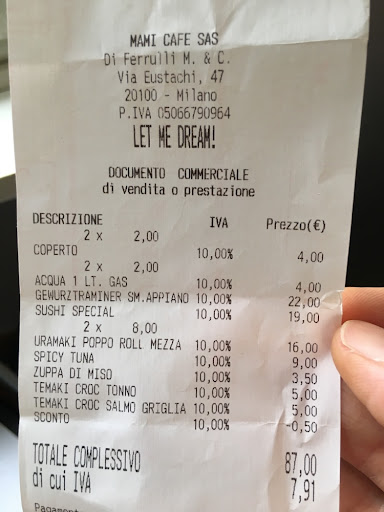 MAMI CAFE SAS
Di Ferrulli M. & C.
Via Eustachi, 47
20100 - Milano
P.IVA 05066790964
LET ME DREAM!
DOCUMENTO COMMERCIALE
di vendita o prestazione
DESCRIZIONE IVA Prezzo(€)
2 x 2,00
COPERTO 10,00% 4,00
2 x 2,00
ACQUA 1 LT. GAS 10,00% 4,00
GEWURZTRAMINER SM.APPIANO 10,00% 22,00
SUSHI SPECIAL 10,00% 19,00
2 x 8,00
URAMAKI POPPO ROLL MEZZA 10,00% 16,00
SPICY TUNA 10,00% 9,00
ZUPPA DI MISO 10,00% 3,50
TEMAKI CROC TONNO 10,00% 5,00
TEMAKI CROC SALMO GRIGLIA 10,00% 5,00
SCONTO 10,00% -0,50
TOTALE COMPLESSIVO 87,00
di cui IVA 7,91